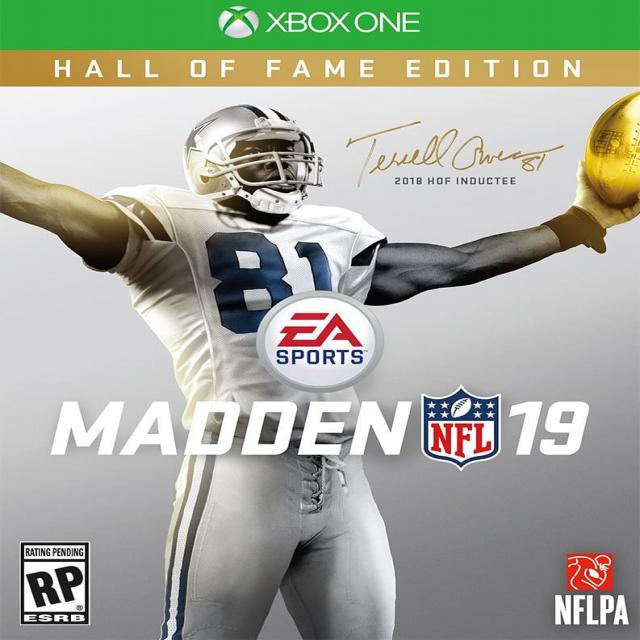 XBOX ONE
HALL OF FAME EDITION
Terrell Owens 81
2018 HOF INDUCTEE
81
EA
SPORTS
MADDEN NFL 19
RATING PENDING
RP
ESRB
NFLPA